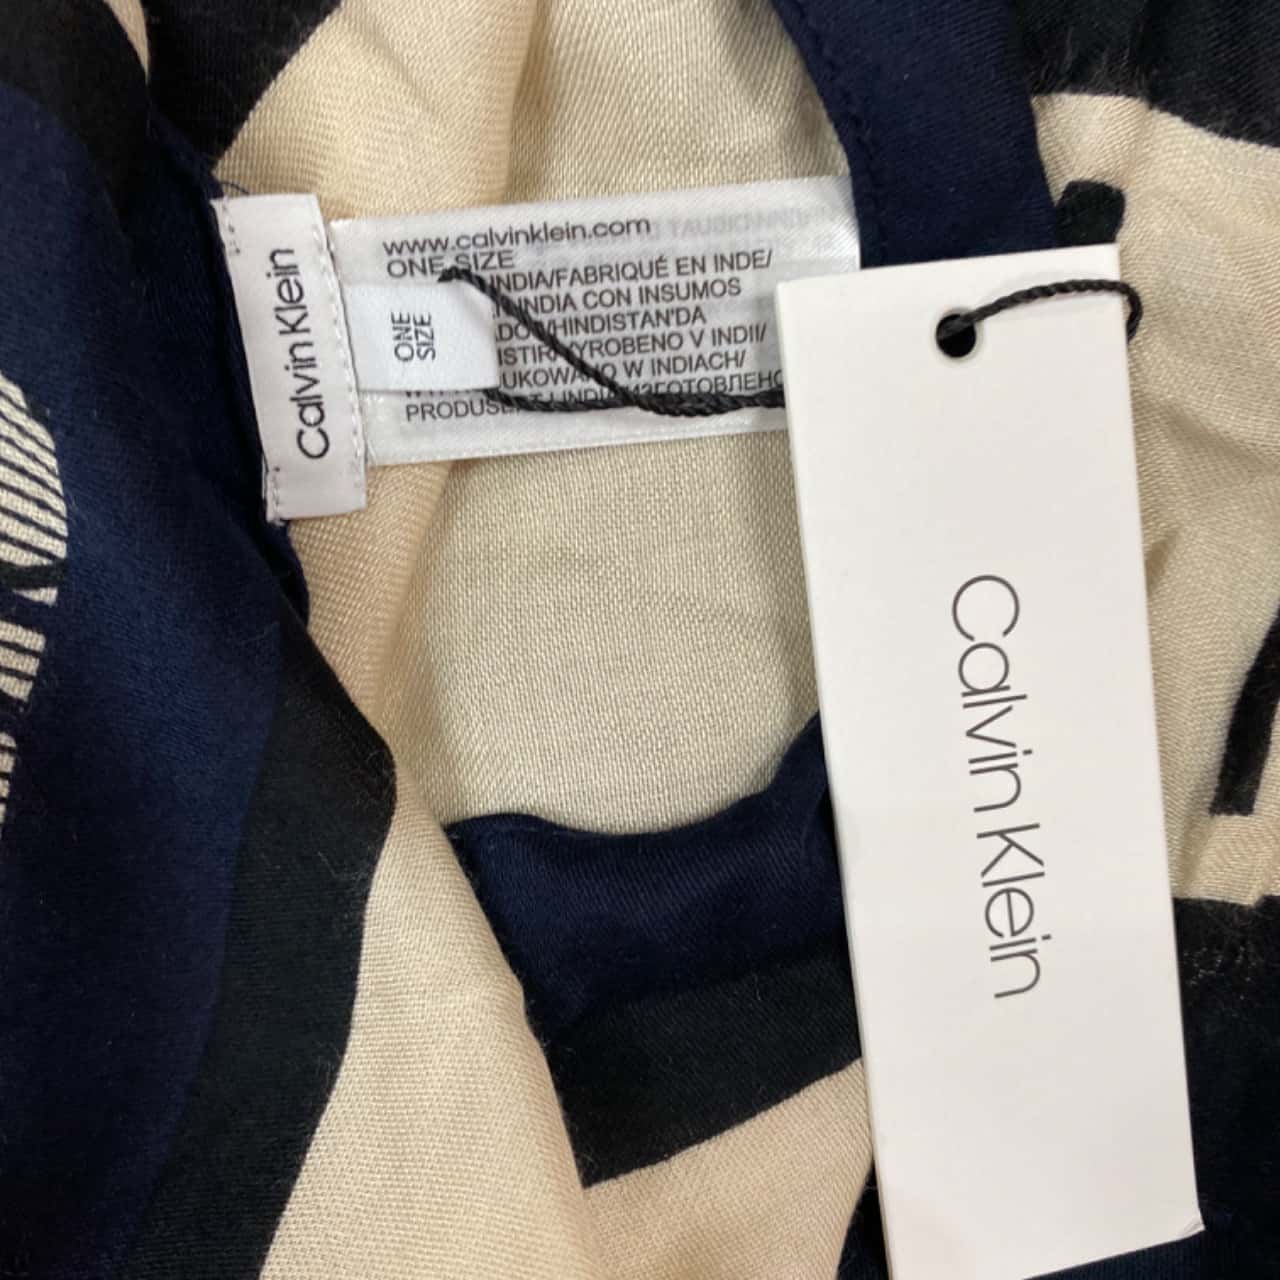 Calvin Klein
www.calvinklein.com
ONE SIZE
INDIA/FABRIQUÉ EN INDE/
INDIA CON INSUMOS
HINDISTAN'DA
VYROBENO V INDII/
W INDIACH/
ИЗГОТОВЛЕНО
ONE
SIZE
Calvin Klein